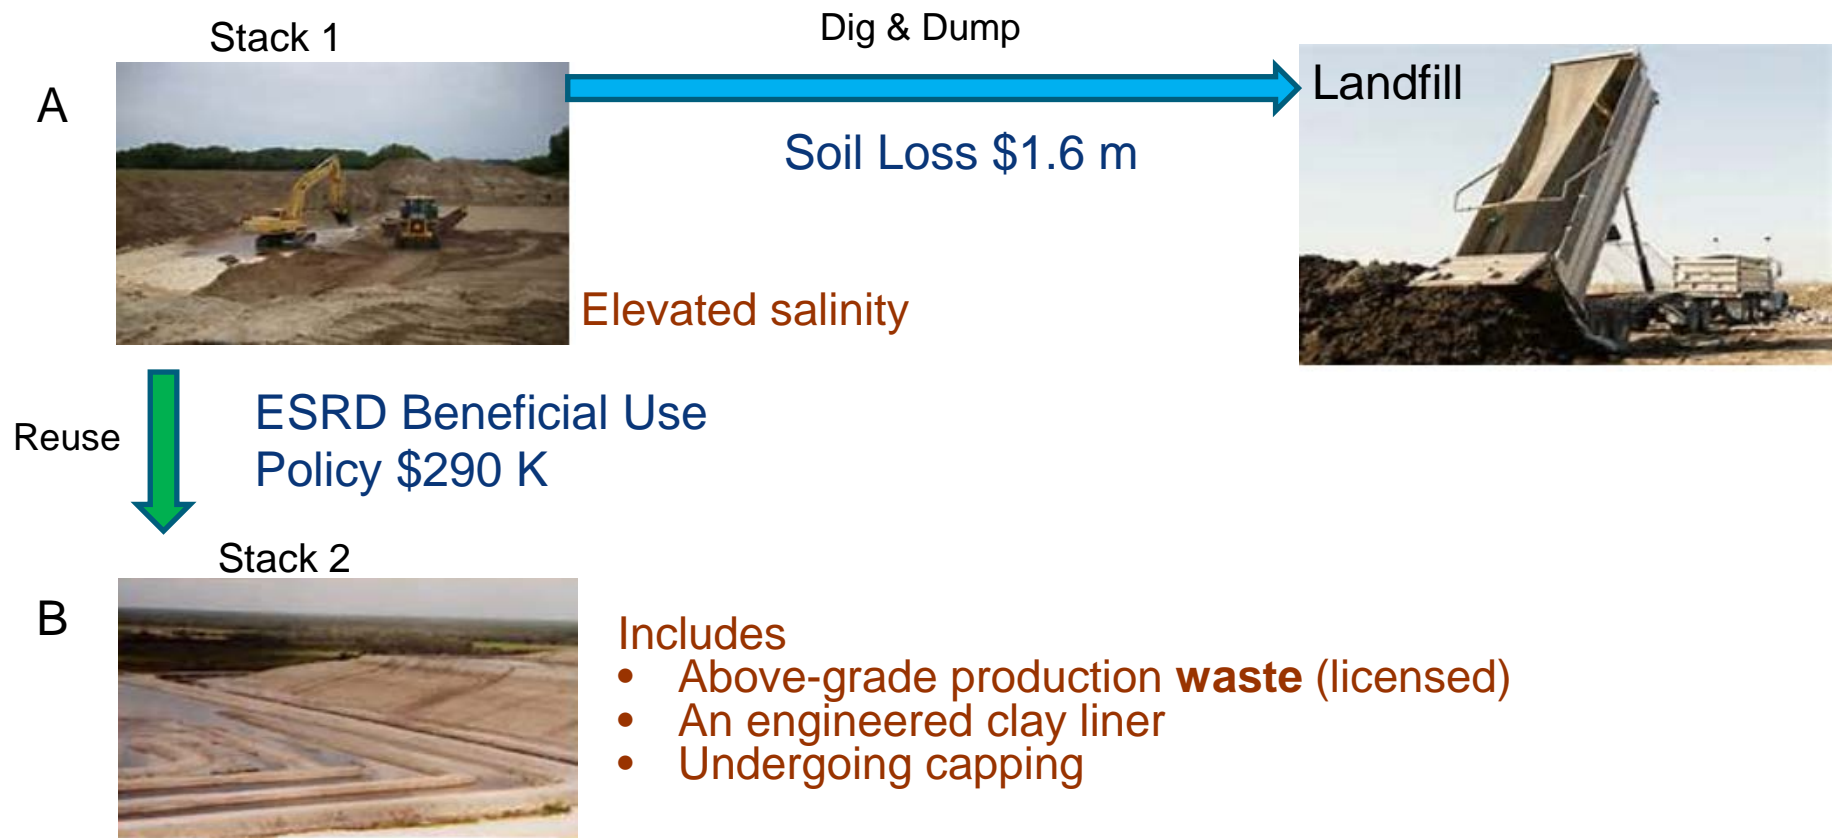 Stack 1
Dig & Dump
A
Landfill
Soil Loss $1.6 m
Elevated salinity
Reuse
ESRD Beneficial Use
Policy $290 K
Stack 2
B
Includes
• Above-grade production waste (licensed)
• An engineered clay liner
• Undergoing capping